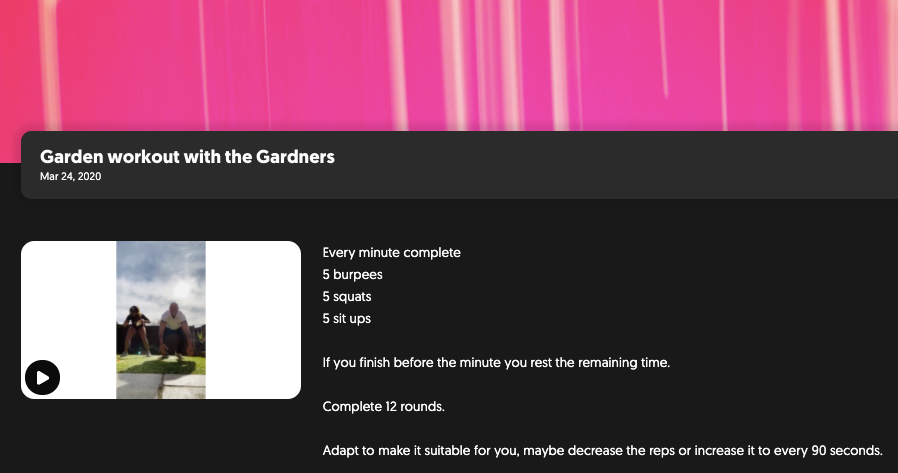 Garden workout with the Gardners
Mar 24, 2020
Every minute complete
5 burpees
5 squats
5 sit ups
If you finish before the minute you rest the remaining time.
Complete 12 rounds.
Adapt to make it suitable for you, maybe decrease the reps or increase it to every 90 seconds.